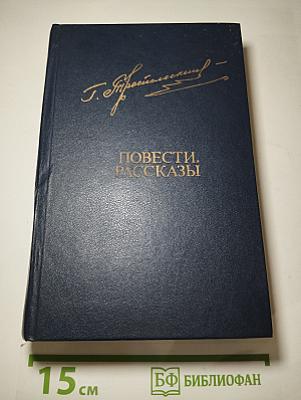 Г. Троепольский
ПОВЕСТИ.
РАССКАЗЫ
15 см
БФ БИБЛИОФАН